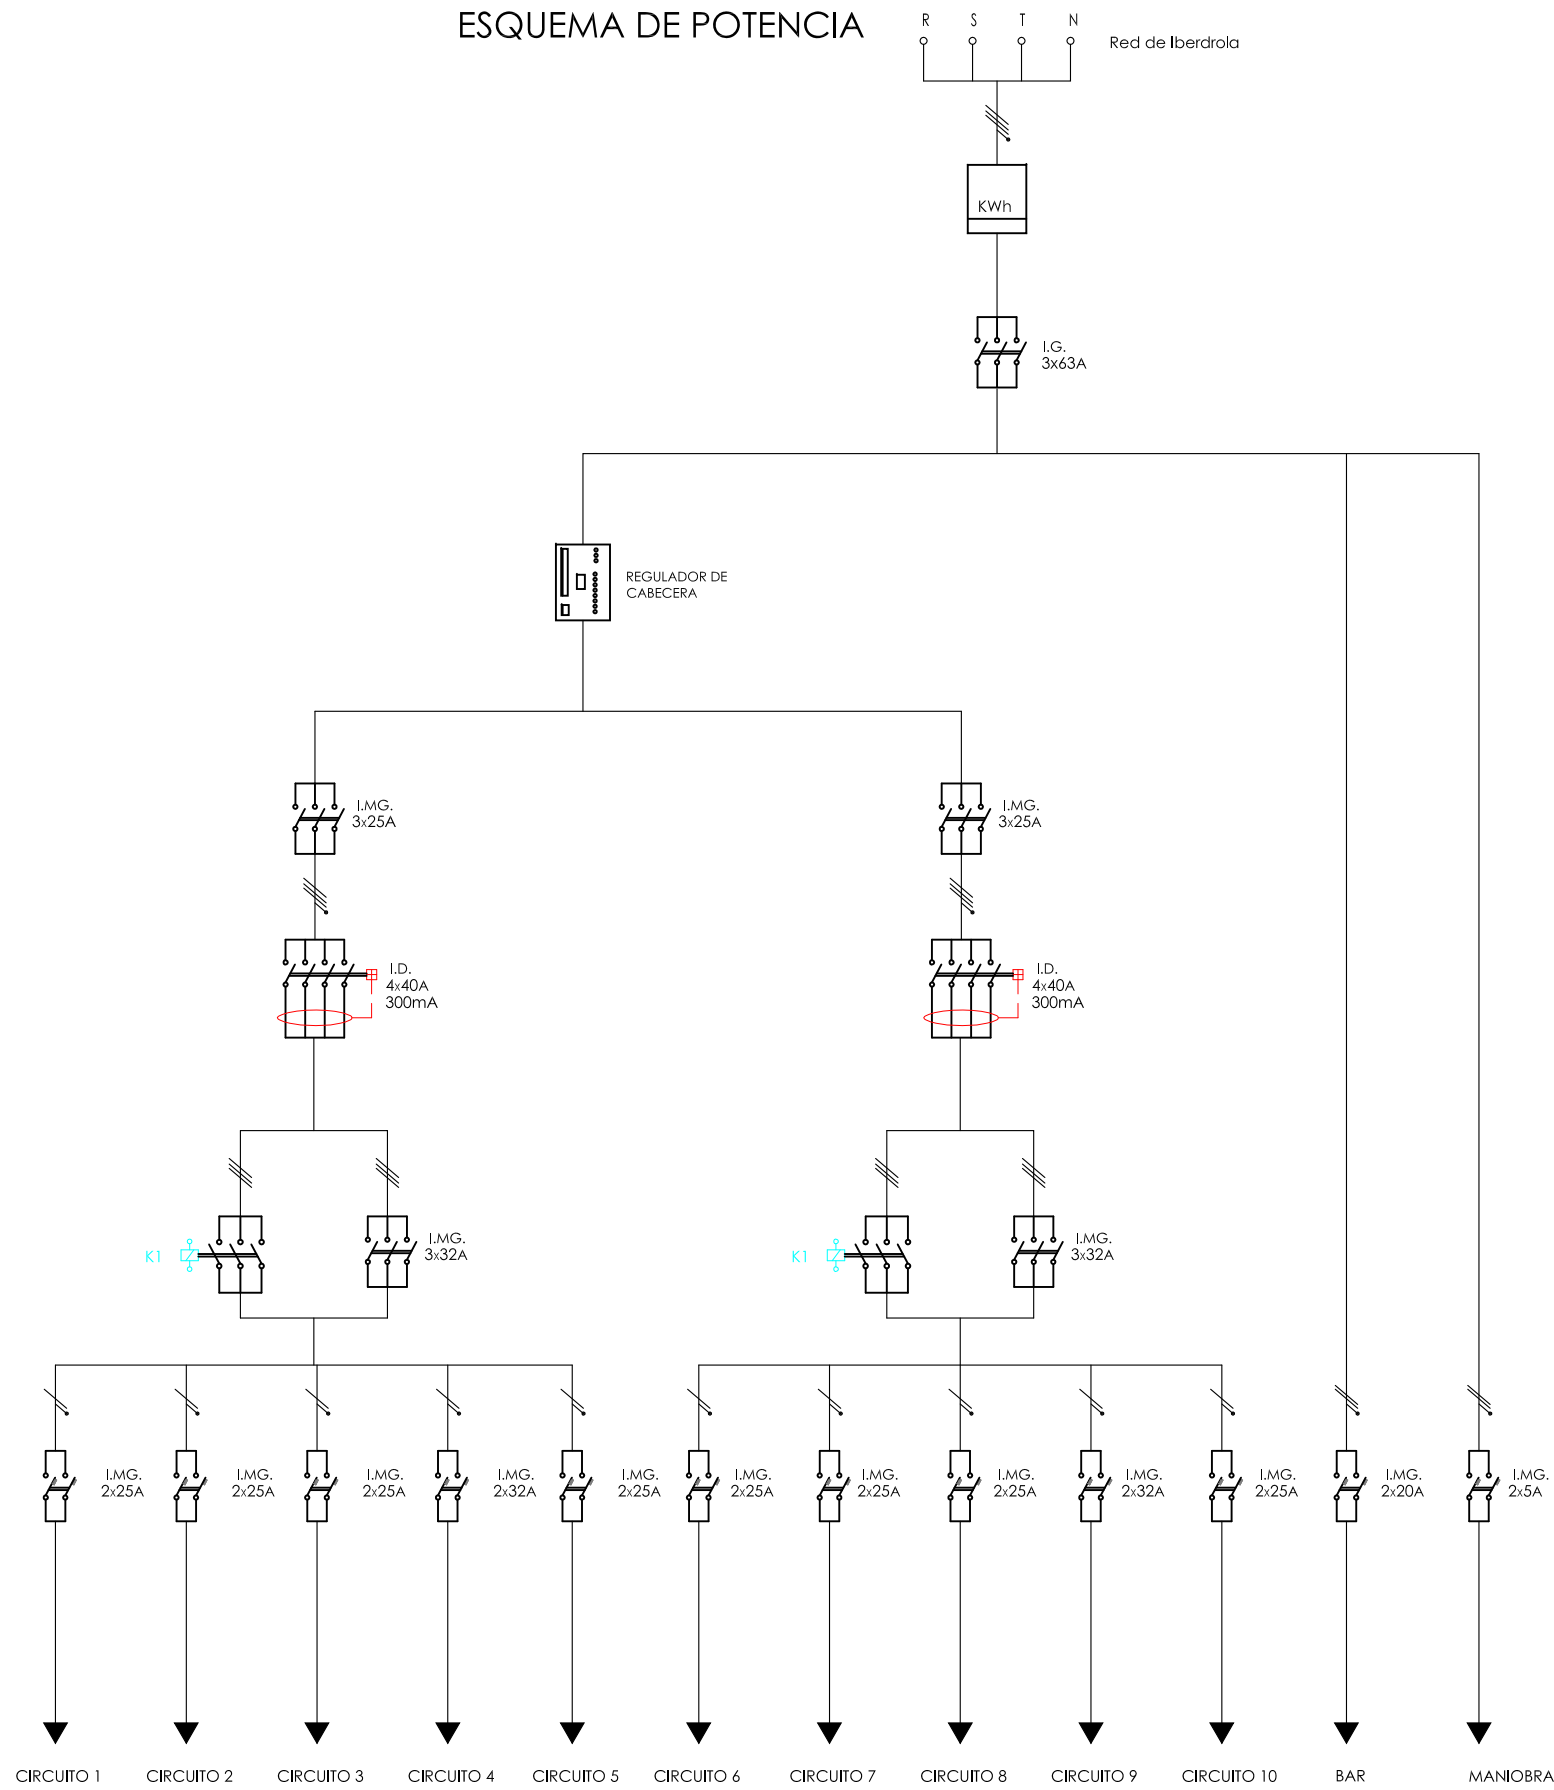 ESQUEMA DE POTENCIA
R S T N
Red de Iberdrola
KWh
I.G.
3x63A
REGULADOR DE
CABECERA
I.MG.
3x25A
I.MG.
3x25A
I.D.
4x40A
300mA
I.D.
4x40A
300mA
K1
I.MG.
3x32A
K1
I.MG.
3x32A
I.MG.
2x25A
I.MG.
2x25A
I.MG.
2x25A
I.MG.
2x32A
I.MG.
2x25A
I.MG.
2x25A
I.MG.
2x25A
I.MG.
2x25A
I.MG.
2x32A
I.MG.
2x25A
I.MG.
2x20A
I.MG.
2x5A
CIRCUITO 1
CIRCUITO 2
CIRCUITO 3
CIRCUITO 4
CIRCUITO 5
CIRCUITO 6
CIRCUITO 7
CIRCUITO 8
CIRCUITO 9
CIRCUITO 10
BAR
MANIOBRA